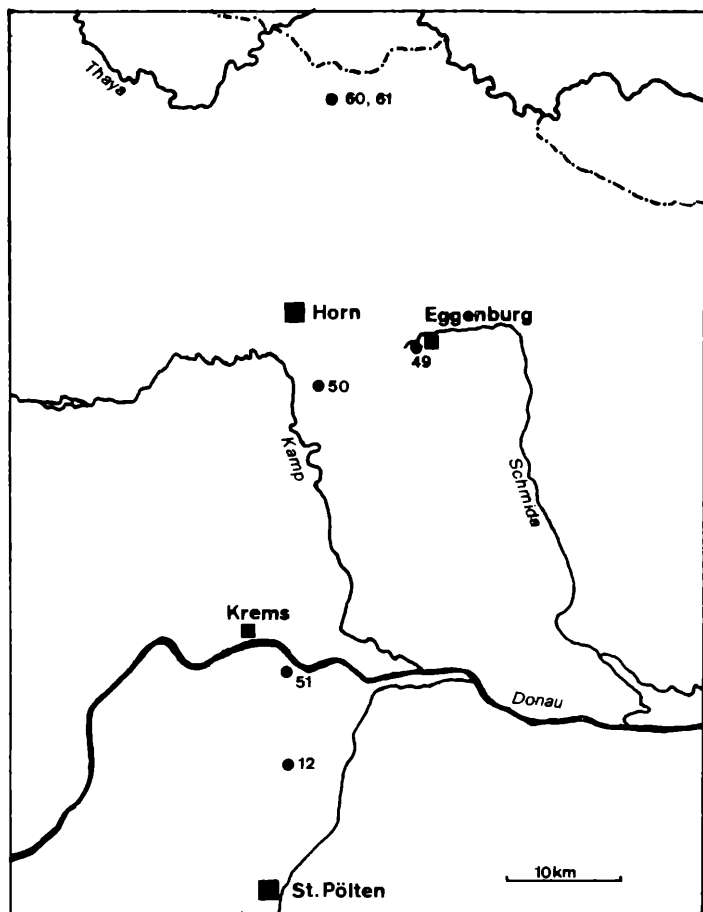 Thaya
60, 61
Horn
Eggenburg
49
50
Kamp
Schmida
Krems
51
Donau
12
10km
St. Pölten